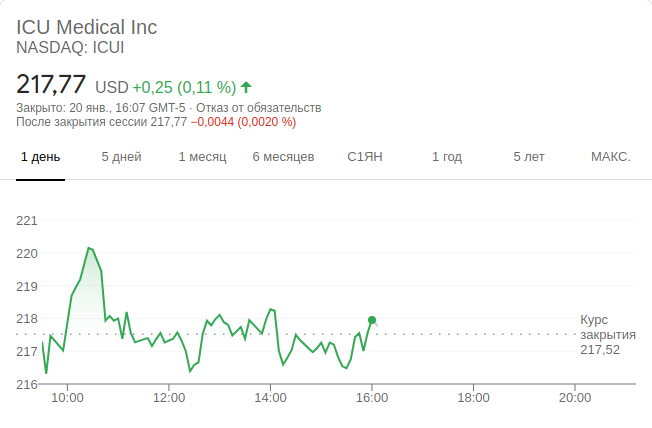 ICU Medical Inc
NASDAQ: ICUI
217,77 USD +0,25 (0,11 %)
Закрыто: 20 янв., 16:07 GMT-5 · Отказ от обязательств
После закрытия сессии 217,77 −0,0044 (0,0020 %)
1 день 5 дней 1 месяц 6 месяцев С1ЯН 1 год 5 лет МАКС.
221
220
219
218
217
216
Курс
закрытия
217,52
10:00 12:00 14:00 16:00 18:00 20:00